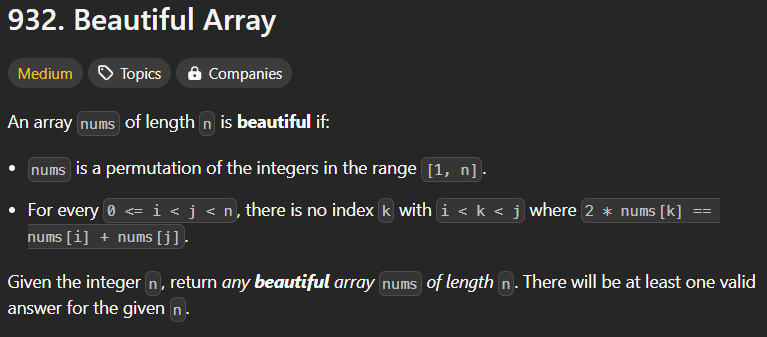 932. Beautiful Array
Medium Topics Companies
An array nums of length n is beautiful if:
• nums is a permutation of the integers in the range [1, n].
• For every 0 <= i < j < n, there is no index k with i < k < j where 2 * nums[k] ==
nums[i] + nums[j].
Given the integer n, return any beautiful array nums of length n. There will be at least one valid
answer for the given n.